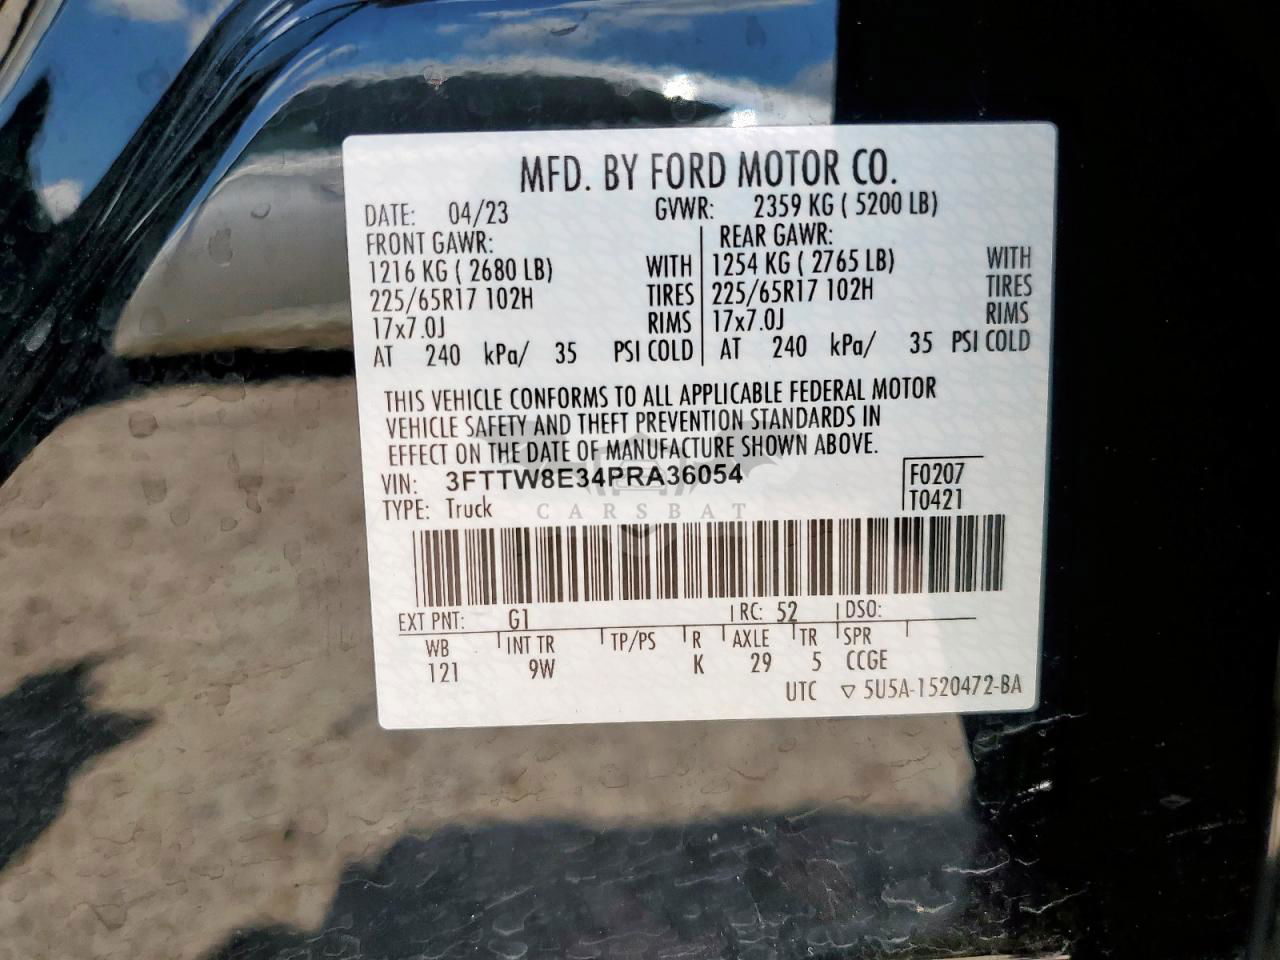 MFD. BY FORD MOTOR CO.
DATE: 04/23 GVWR: 2359 KG ( 5200 LB)
FRONT GAWR: REAR GAWR:
1216 KG ( 2680 LB) WITH 1254 KG ( 2765 LB) WITH
225/65R17 102H TIRES 225/65R17 102H TIRES
17x7.0J RIMS 17x7.0J RIMS
AT 240 kPa/ 35 PSI COLD AT 240 kPa/ 35 PSI COLD
THIS VEHICLE CONFORMS TO ALL APPLICABLE FEDERAL MOTOR
VEHICLE SAFETY AND THEFT PREVENTION STANDARDS IN
EFFECT ON THE DATE OF MANUFACTURE SHOWN ABOVE.
VIN: 3FTTW8E34PRA36054 F0207
TYPE: Truck T0421
CARSBAT
EXT PNT: G1 RC: 52 DSO:
WB INT TR TP/PS R AXLE TR SPR
121 9W K 29 5 CCGE
UTC ▽ 5U5A-1520472-BA